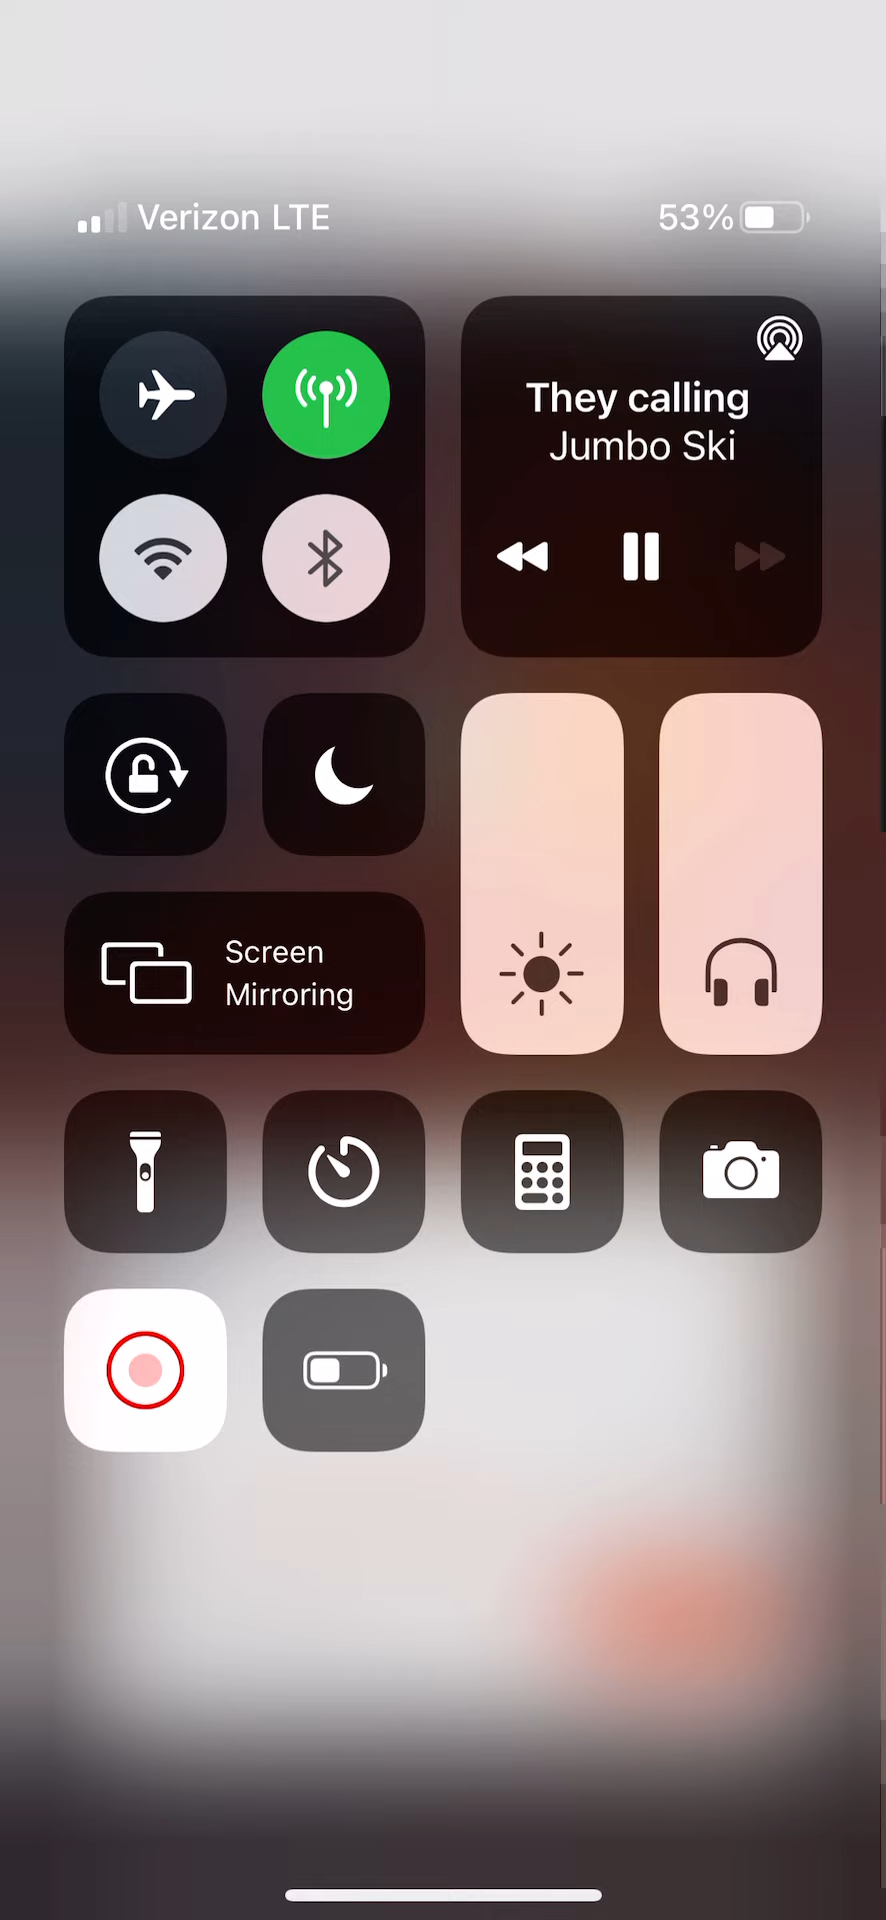 Verizon LTE
53%
They calling
Jumbo Ski
Screen
Mirroring